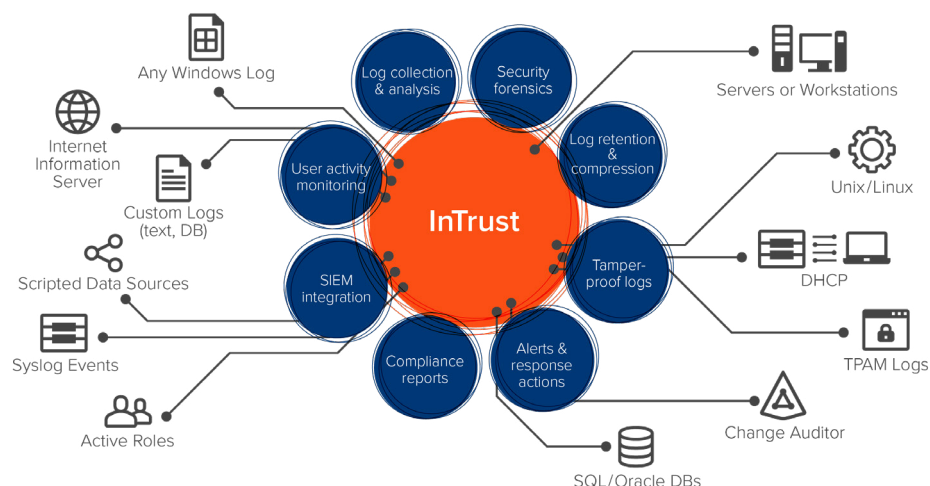 Any Windows Log
Internet
Information
Server
Custom Logs
(text, DB)
Scripted Data Sources
Syslog Events
Active Roles
Log collection
& analysis
Security
forensics
User activity
monitoring
Log retention
&
compression
InTrust
SIEM
integration
Tamper-
proof logs
Compliance
reports
Alerts &
response
actions
Servers or Workstations
Unix/Linux
DHCP
TPAM Logs
Change Auditor
SQL/Oracle DBs